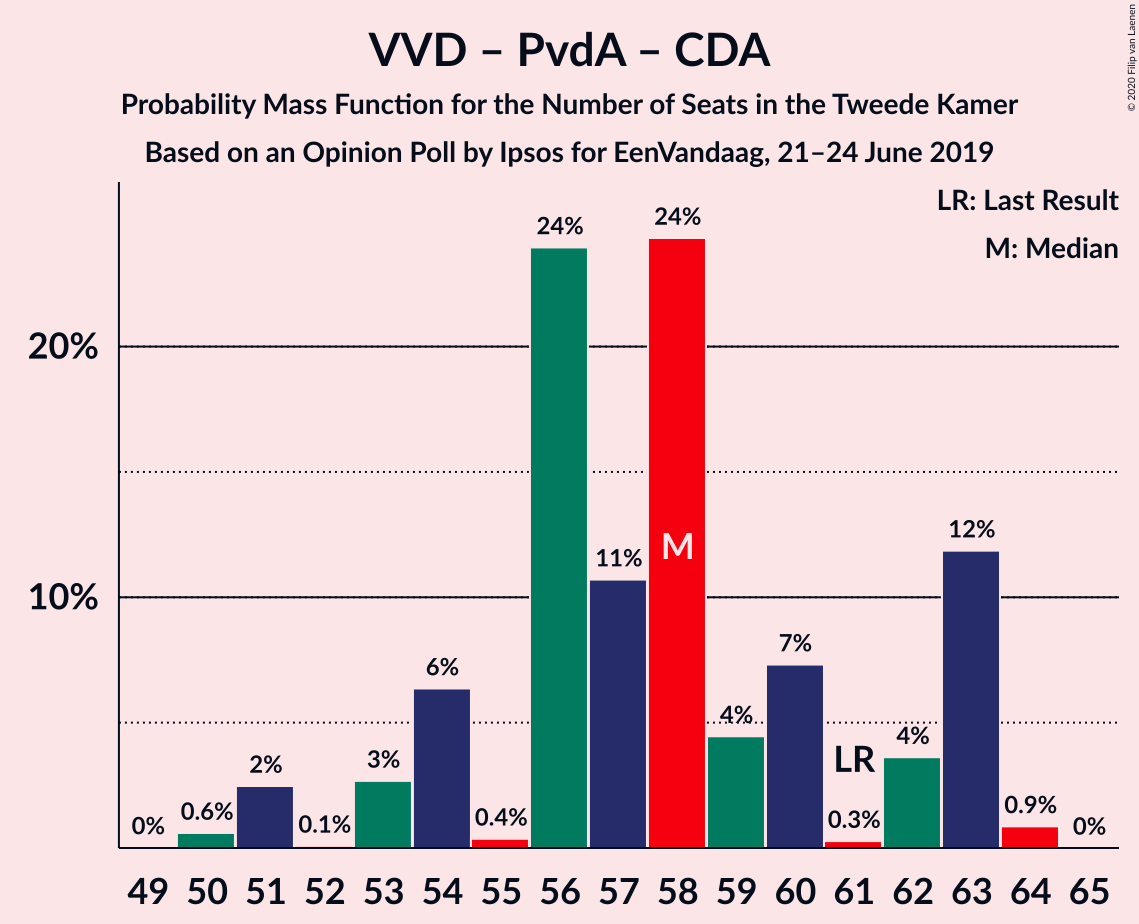 VVD – PvdA – CDA
Probability Mass Function for the Number of Seats in the Tweede Kamer
Based on an Opinion Poll by Ipsos for EenVandaag, 21–24 June 2019
© 2020 Filip van Laenen
LR: Last Result
M: Median
20%
10%
0%
0.6%
2%
0.1%
3%
6%
0.4%
24%
11%
24%
M
4%
7%
LR
0.3%
4%
12%
0.9%
0%
49 50 51 52 53 54 55 56 57 58 59 60 61 62 63 64 65